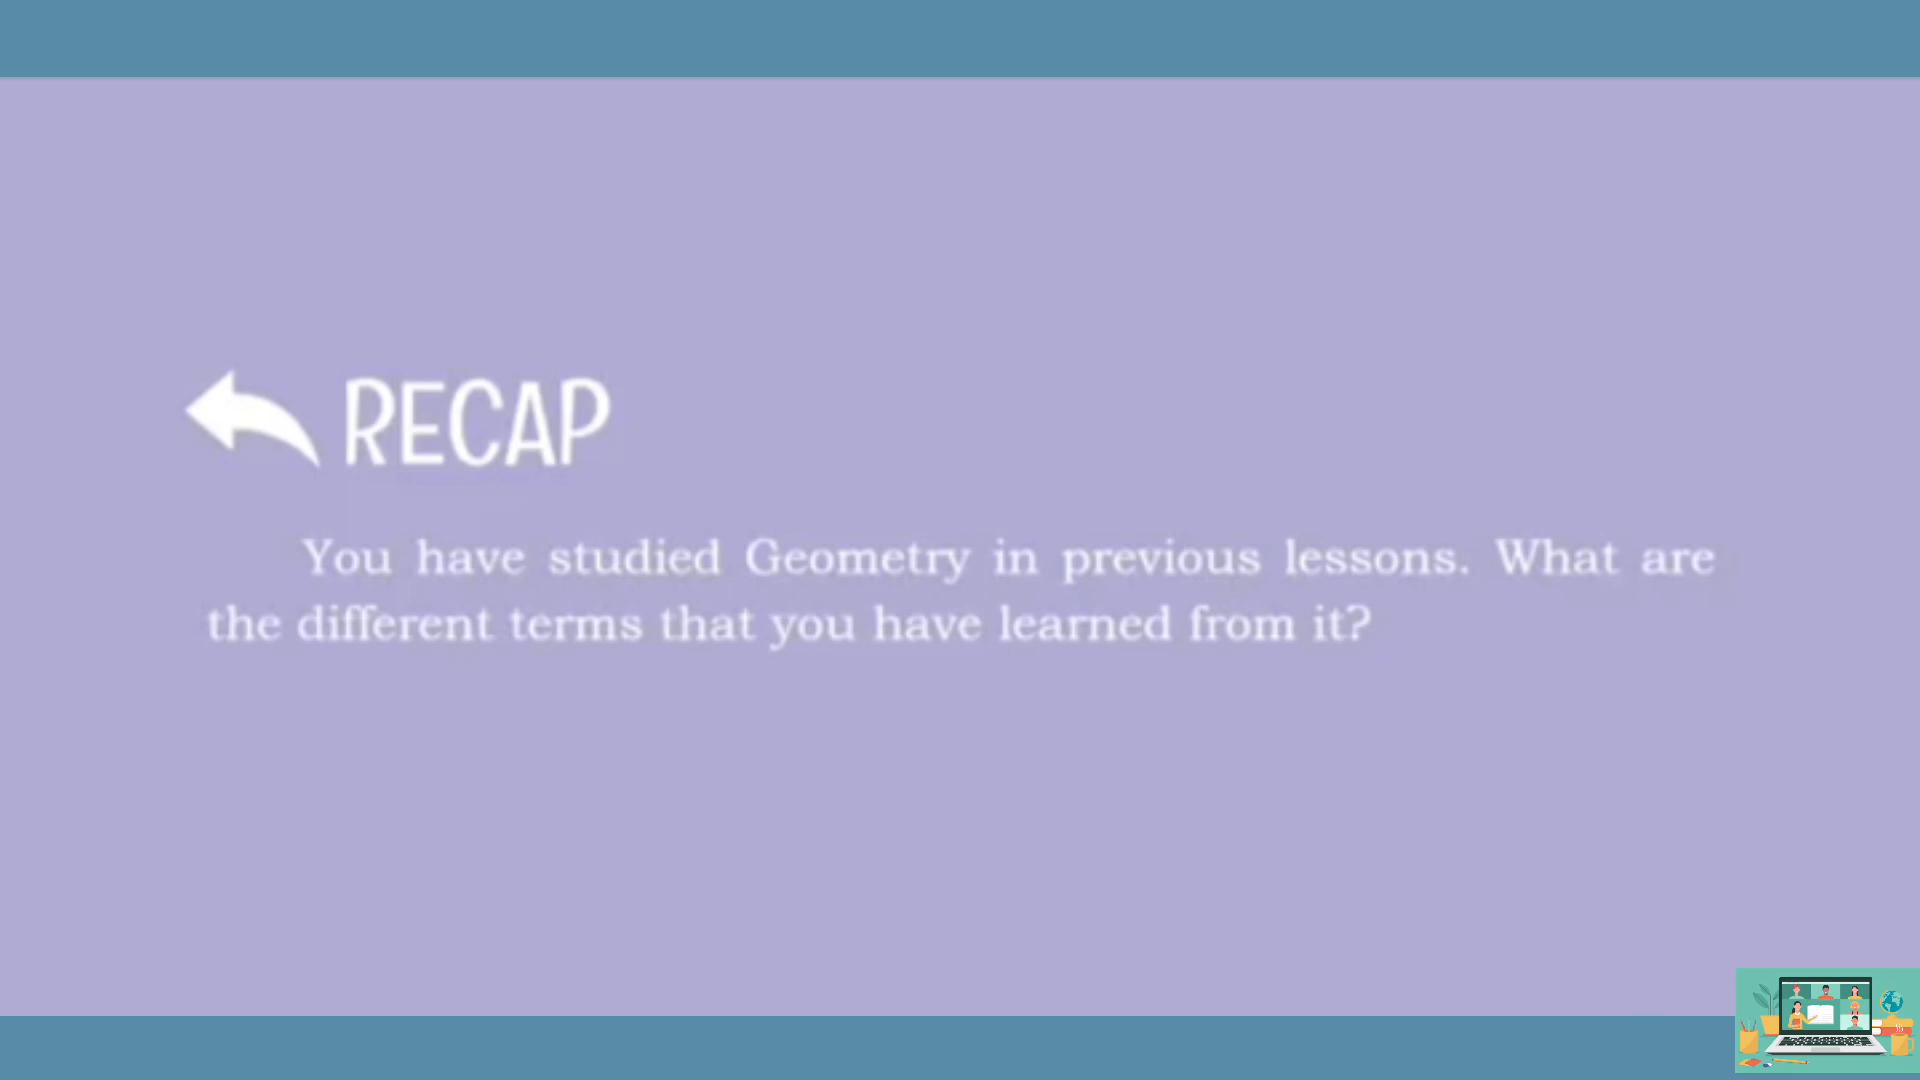 RECAP
You have studied Geometry in previous lessons. What are
the different terms that you have learned from it?